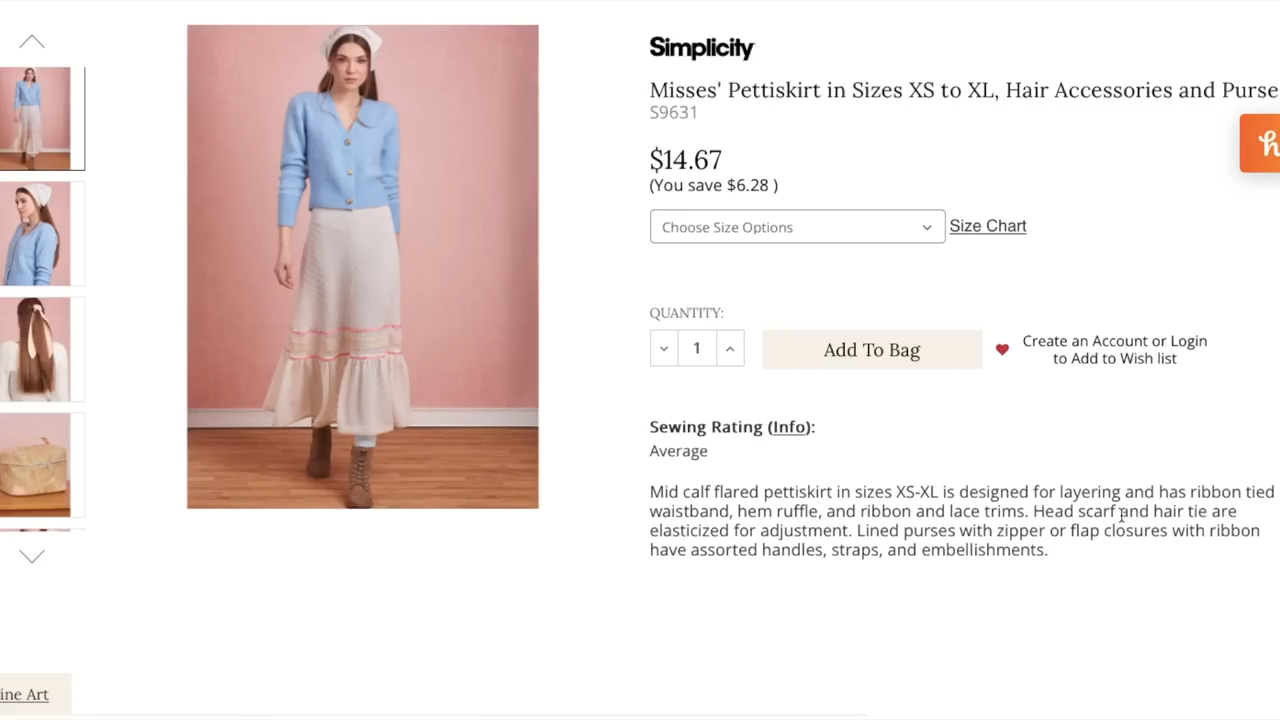 Simplicity
Misses' Pettiskirt in Sizes XS to XL, Hair Accessories and Purse
S9631
$14.67
(You save $6.28 )
Choose Size Options
Size Chart
QUANTITY:
1
Add To Bag
Create an Account or Login
to Add to Wish list
Sewing Rating (Info):
Average
Mid calf flared pettiskirt in sizes XS-XL is designed for layering and has ribbon tied
waistband, hem ruffle, and ribbon and lace trims. Head scarf and hair tie are
elasticized for adjustment. Lined purses with zipper or flap closures with ribbon
have assorted handles, straps, and embellishments.
ine Art